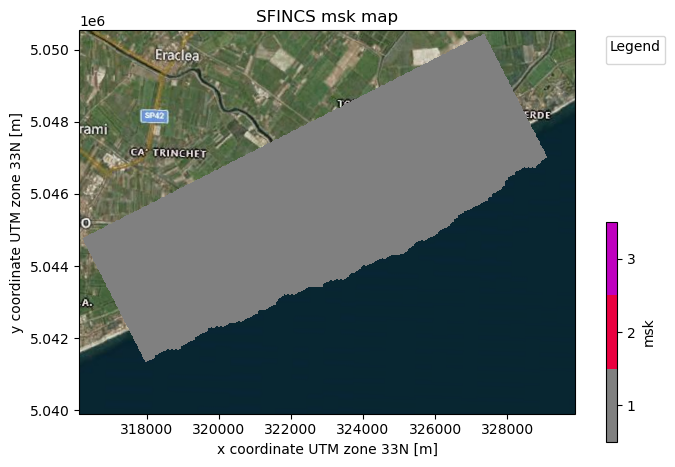 SFINCS msk map
1e6
Legend
5.050
5.048
5.046
5.044
5.042
5.040
y coordinate UTM zone 33N [m]
Eraclea
SP42
rami
CA' TRINCHET
ERDE
O
A.
318000 320000 322000 324000 326000 328000
x coordinate UTM zone 33N [m]
3
2
1
msk